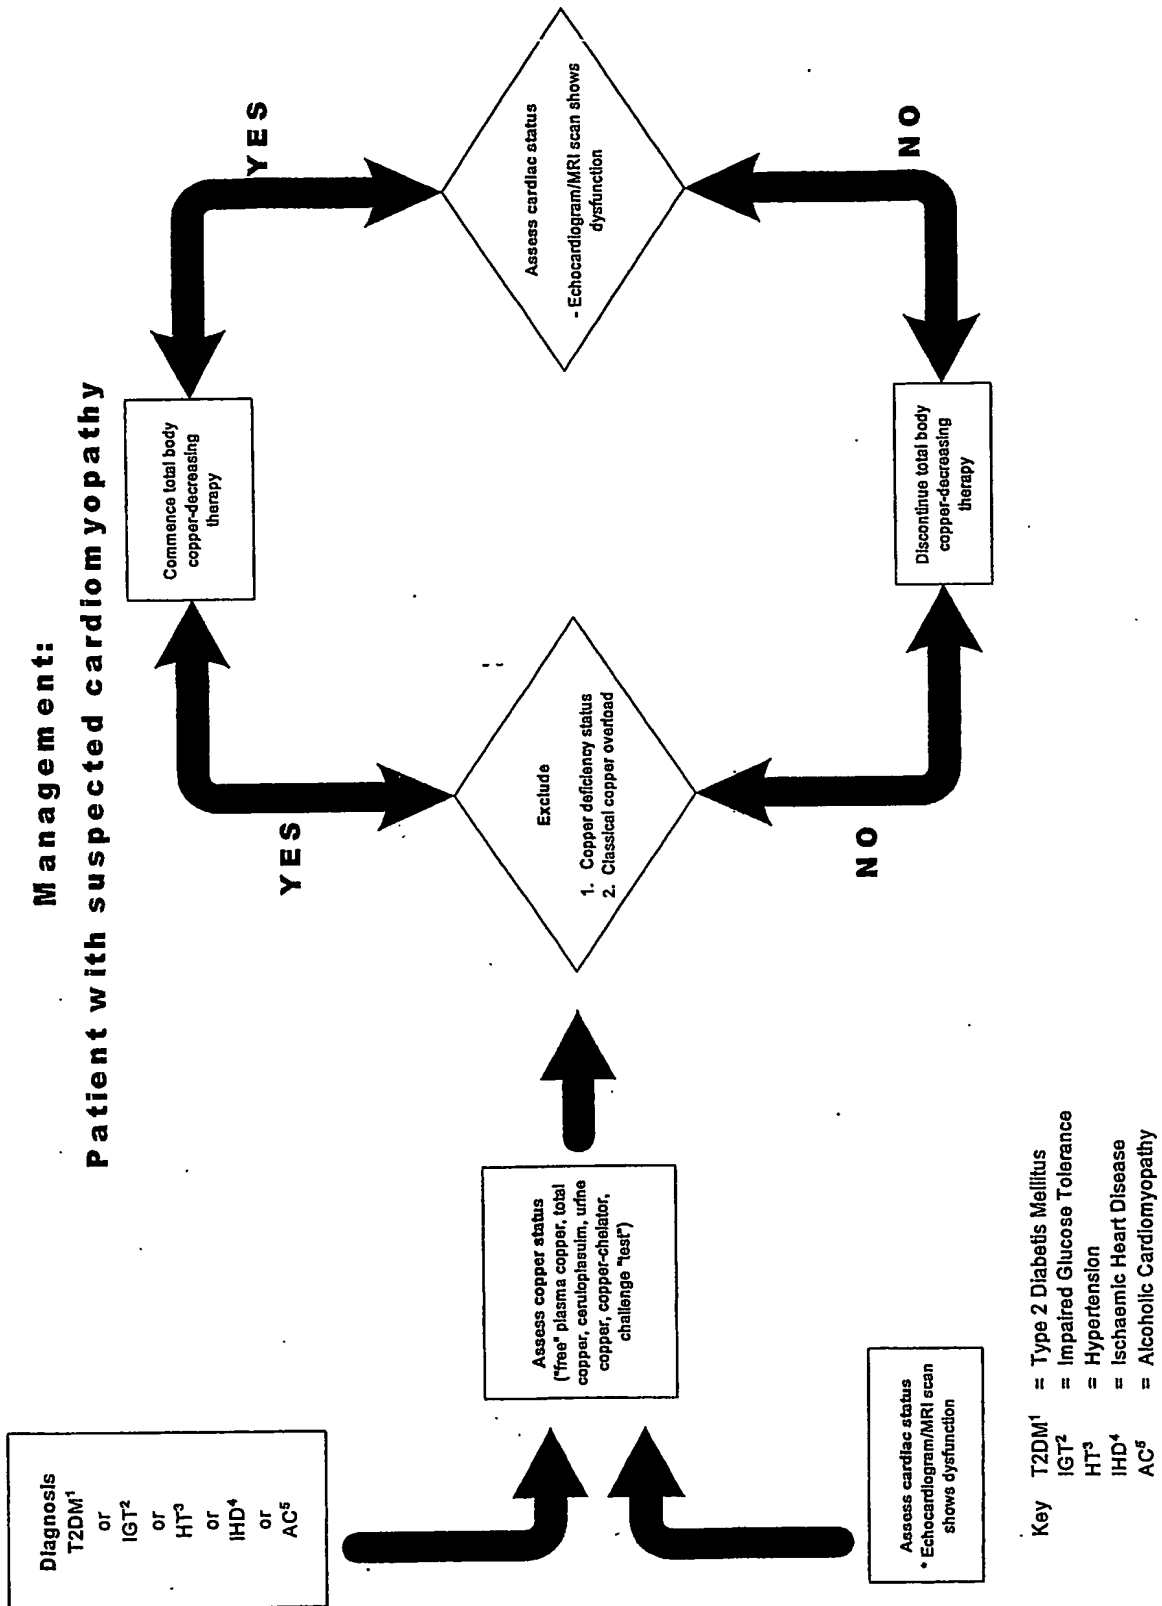 Management:
Patient with suspected cardiomyopathy
Diagnosis
T2DM¹
or
IGT²
or
HT³
or
IHD⁴
or
AC⁵
Assess cardiac status
* Echocardiogram/MRI scan
shows dysfunction
Assess copper status
("free" plasma copper, total
copper, ceruloplasuim, urine
copper, copper-chelator,
challenge "test")
Exclude
1. Copper deficiency status
2. Classical copper overload
YES
NO
Commence total body
copper-decreasing
therapy
Discontinue total body
copper-decreasing
therapy
YES
NO
Assess cardiac status
- Echocardiogram/MRI scan shows
dysfunction
Key T2DM¹ = Type 2 Diabetis Mellitus
IGT² = Impaired Glucose Tolerance
HT³ = Hypertension
IHD⁴ = Ischaemic Heart Disease
AC⁵ = Alcoholic Cardiomyopathy